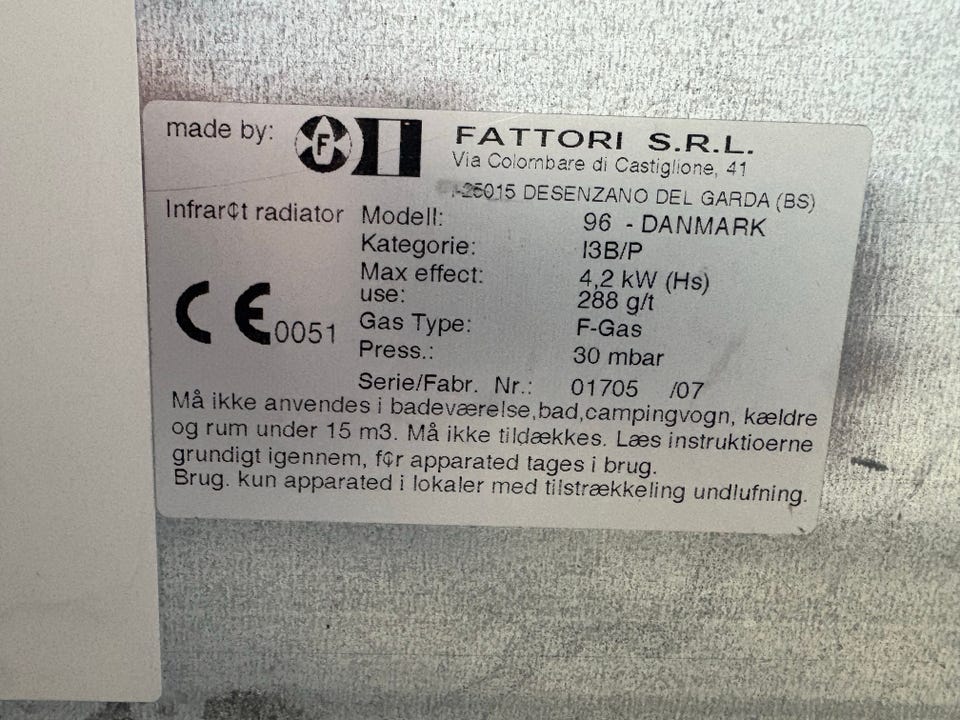 made by: F FATTORI S.R.L.
Via Colombare di Castiglione, 41
I-25015 DESENZANO DEL GARDA (BS)
Infrar¢t radiator Modell: 96 - DANMARK
Kategorie: I3B/P
Max effect: 4,2 kW (Hs)
use: 288 g/t
CE 0051 Gas Type: F-Gas
Press.: 30 mbar
Serie/Fabr. Nr.: 01705 /07
Må ikke anvendes i badeværelse,bad,campingvogn, kældre
og rum under 15 m3. Må ikke tildækkes. Læs instruktioerne
grundigt igennem, f¢r apparated tages i brug.
Brug. kun apparated i lokaler med tilstrækkeling undlufning.